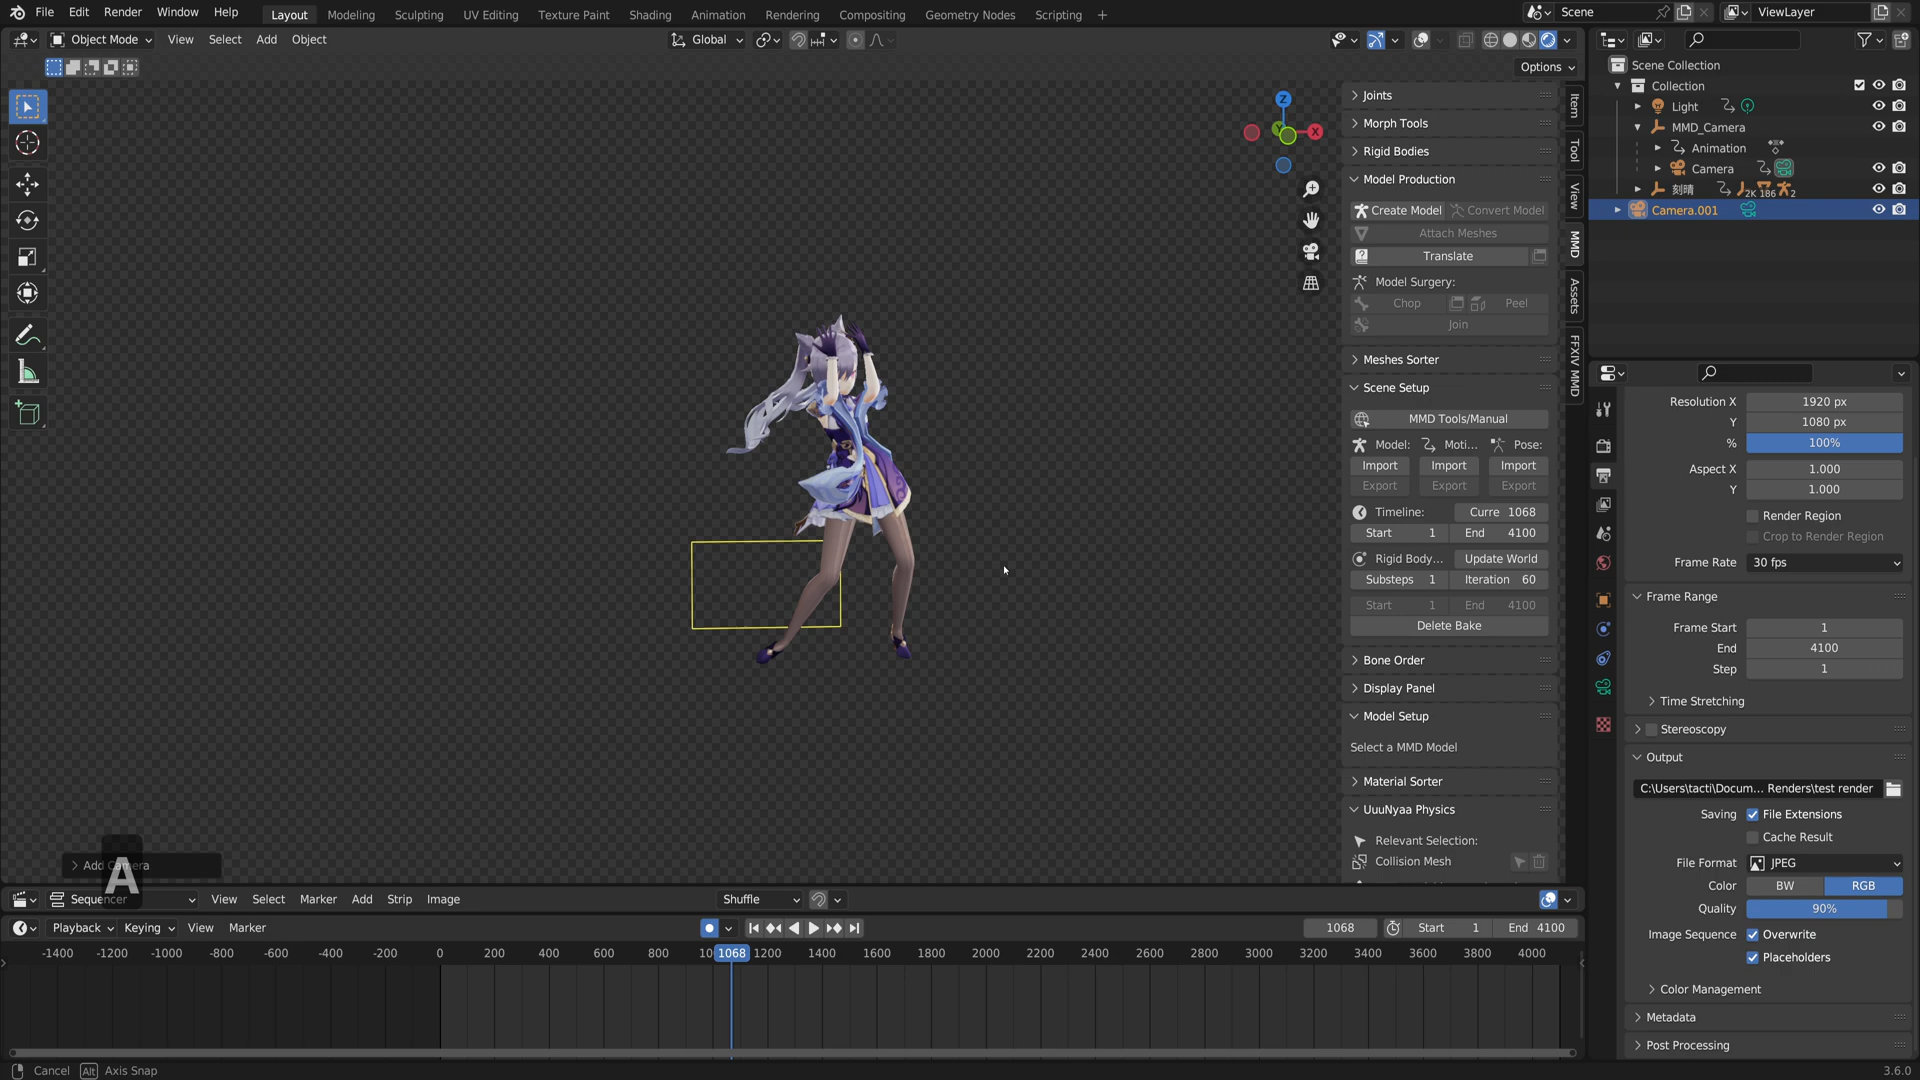 File Edit Render Window Help Layout Modeling Sculpting UV Editing Texture Paint Shading Animation Rendering Compositing Geometry Nodes Scripting + Scene ViewLayer
Object Mode View Select Add Object Global
Options
Scene Collection
Collection
Light
MMD_Camera
Animation
Camera
刻晴 2K 186 2
Camera.001
Z
X
Item
Tool
View
MMD
Assets
FFXIV MMD
Joints
Morph Tools
Rigid Bodies
Model Production
Create Model Convert Model
Attach Meshes
Translate
Model Surgery:
Chop Peel
Join
Meshes Sorter
Scene Setup
MMD Tools/Manual
Model: Moti... Pose:
Import Import Import
Export Export Export
Timeline: Curre 1068
Start 1 End 4100
Rigid Body... Update World
Substeps 1 Iteration 60
Start 1 End 4100
Delete Bake
Bone Order
Display Panel
Model Setup
Select a MMD Model
Material Sorter
UuuNyaa Physics
Relevant Selection:
Collision Mesh
Resolution X 1920 px
Y 1080 px
% 100%
Aspect X 1.000
Y 1.000
Render Region
Crop to Render Region
Frame Rate 30 fps
Frame Range
Frame Start 1
End 4100
Step 1
Time Stretching
Stereoscopy
Output
C:\Users\tacti\Docum... Renders\test render
Saving File Extensions
Cache Result
File Format JPEG
Color BW RGB
Quality 90%
Image Sequence Overwrite
Placeholders
Color Management
Metadata
Post Processing
Add Camera
A
Sequencer View Select Marker Add Strip Image Shuffle
Playback Keying View Marker 1068 Start 1 End 4100
-1400 -1200 -1000 -800 -600 -400 -200 0 200 400 600 800 10 1068 1200 1400 1600 1800 2000 2200 2400 2600 2800 3000 3200 3400 3600 3800 4000
Cancel Alt Axis Snap 3.6.0